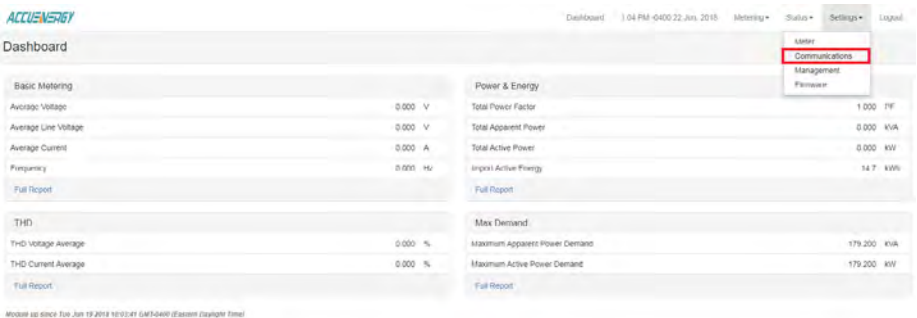 ACCUENERGY
Dashboard 1:04 PM -0400 22 Jun, 2018 Metering Status Settings Logout
Dashboard
Meter
Communications
Management
Firmware
Basic Metering
Average Voltage 0.000 V
Average Line Voltage 0.000 V
Average Current 0.000 A
Frequency 0.000 Hz
Full Report
Power & Energy
Total Power Factor 1.000 PF
Total Apparent Power 0.000 kVA
Total Active Power 0.000 kW
Import Active Energy 14.7 kWh
Full Report
THD
THD Voltage Average 0.000 %
THD Current Average 0.000 %
Full Report
Max Demand
Maximum Apparent Power Demand 179.200 kVA
Maximum Active Power Demand 179.200 kW
Full Report
Module up since Tue Jun 19 2018 10:03:41 GMT-0400 (Eastern Daylight Time)